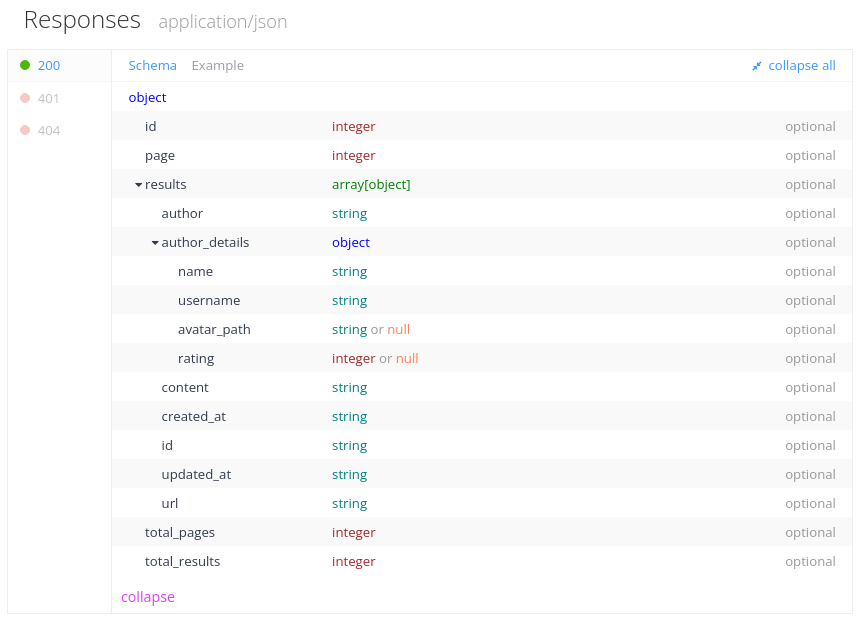 Responses application/json
200 Schema Example collapse all
401 object
404 id integer optional
page integer optional
results array[object] optional
author string optional
author_details object optional
name string optional
username string optional
avatar_path string or null optional
rating integer or null optional
content string optional
created_at string optional
id string optional
updated_at string optional
url string optional
total_pages integer optional
total_results integer optional
collapse